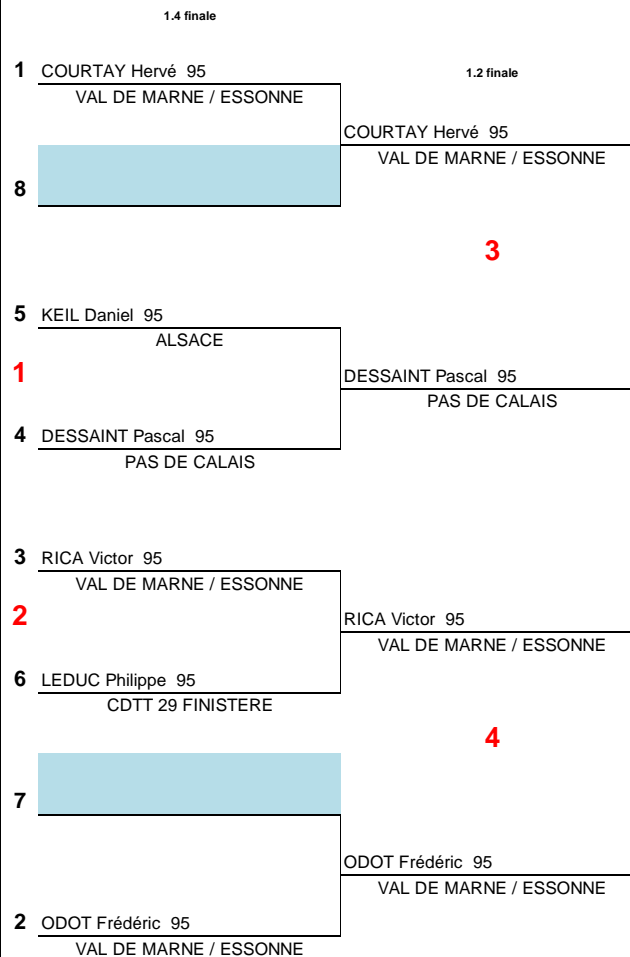 1.4 finale
1 COURTAY Hervé 95
1.2 finale
VAL DE MARNE / ESSONNE
COURTAY Hervé 95
VAL DE MARNE / ESSONNE
8
3
5 KEIL Daniel 95
ALSACE
1
DESSAINT Pascal 95
PAS DE CALAIS
4 DESSAINT Pascal 95
PAS DE CALAIS
3 RICA Victor 95
VAL DE MARNE / ESSONNE
2
RICA Victor 95
VAL DE MARNE / ESSONNE
6 LEDUC Philippe 95
CDTT 29 FINISTERE
4
7
ODOT Frédéric 95
VAL DE MARNE / ESSONNE
2 ODOT Frédéric 95
VAL DE MARNE / ESSONNE